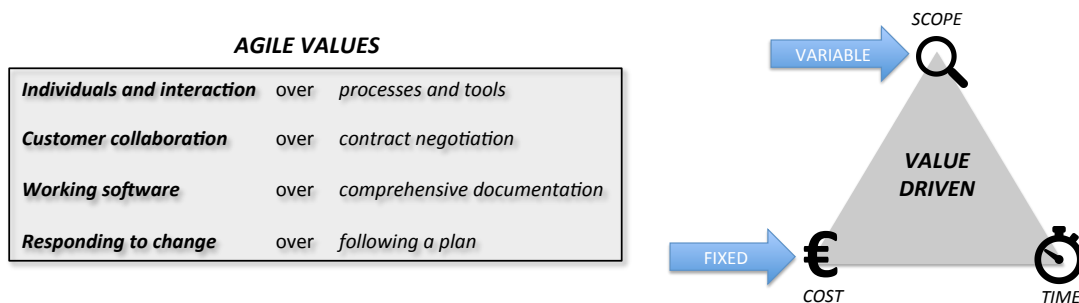 AGILE VALUES
Individuals and interaction over processes and tools
Customer collaboration over contract negotiation
Working software over comprehensive documentation
Responding to change over following a plan
SCOPE
VARIABLE
VALUE
DRIVEN
FIXED
€
COST
TIME